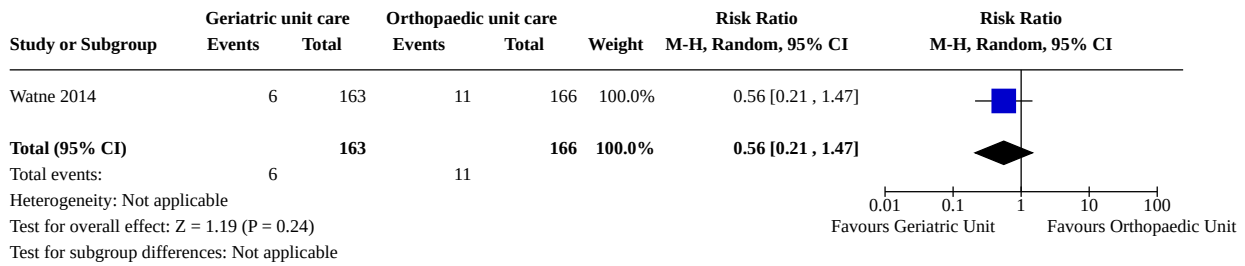 Geriatric unit care Orthopaedic unit care Risk Ratio Risk Ratio
Study or Subgroup Events Total Events Total Weight M-H, Random, 95% CI M-H, Random, 95% CI
Watne 2014 6 163 11 166 100.0% 0.56 [0.21 , 1.47]
Total (95% CI) 163 166 100.0% 0.56 [0.21 , 1.47]
Total events: 6 11
Heterogeneity: Not applicable
0.01 0.1 1 10 100
Test for overall effect: Z = 1.19 (P = 0.24) Favours Geriatric Unit Favours Orthopaedic Unit
Test for subgroup differences: Not applicable